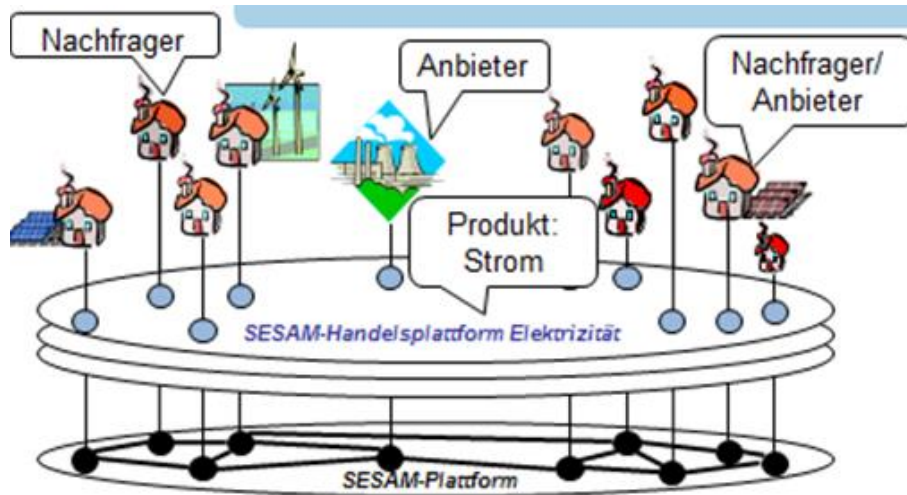 Nachfrager
Anbieter
Nachfrager/
Anbieter
Produkt:
Strom
SESAM-Handelsplattform Elektrizität
SESAM-Plattform